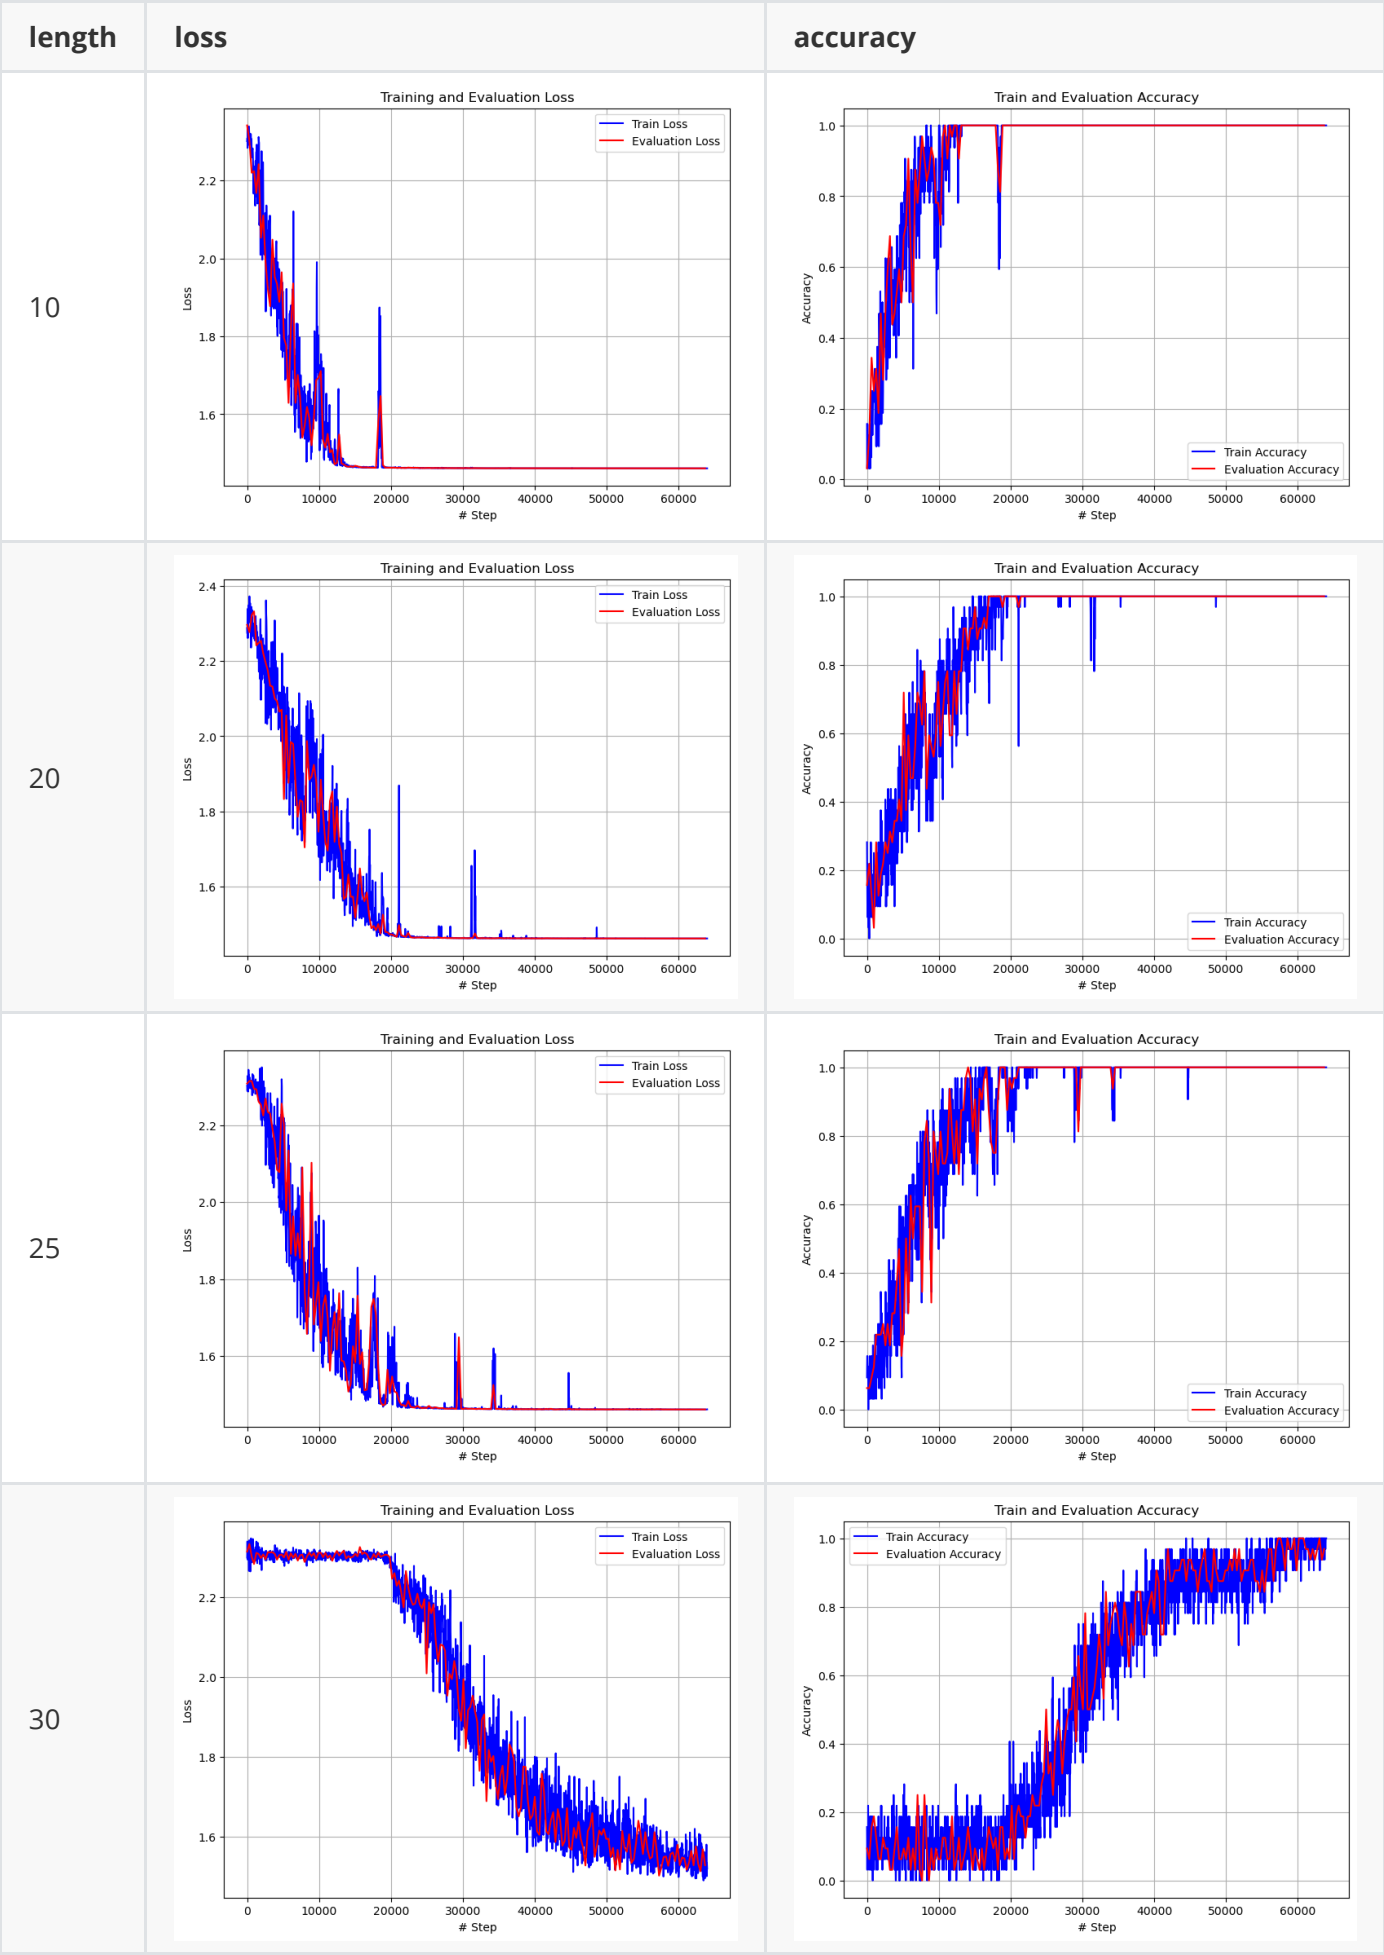 length loss accuracy
10
Training and Evaluation Loss
Train Loss
Evaluation Loss
Loss
2.2
2.0
1.8
1.6
0 10000 20000 30000 40000 50000 60000
# Step
Train and Evaluation Accuracy
Train Accuracy
Evaluation Accuracy
Accuracy
1.0
0.8
0.6
0.4
0.2
0.0
0 10000 20000 30000 40000 50000 60000
# Step
20
Training and Evaluation Loss
Train Loss
Evaluation Loss
Loss
2.4
2.2
2.0
1.8
1.6
0 10000 20000 30000 40000 50000 60000
# Step
Train and Evaluation Accuracy
Train Accuracy
Evaluation Accuracy
Accuracy
1.0
0.8
0.6
0.4
0.2
0.0
0 10000 20000 30000 40000 50000 60000
# Step
25
Training and Evaluation Loss
Train Loss
Evaluation Loss
Loss
2.2
2.0
1.8
1.6
0 10000 20000 30000 40000 50000 60000
# Step
Train and Evaluation Accuracy
Train Accuracy
Evaluation Accuracy
Accuracy
1.0
0.8
0.6
0.4
0.2
0.0
0 10000 20000 30000 40000 50000 60000
# Step
30
Training and Evaluation Loss
Train Loss
Evaluation Loss
Loss
2.2
2.0
1.8
1.6
0 10000 20000 30000 40000 50000 60000
# Step
Train and Evaluation Accuracy
Train Accuracy
Evaluation Accuracy
Accuracy
1.0
0.8
0.6
0.4
0.2
0.0
0 10000 20000 30000 40000 50000 60000
# Step